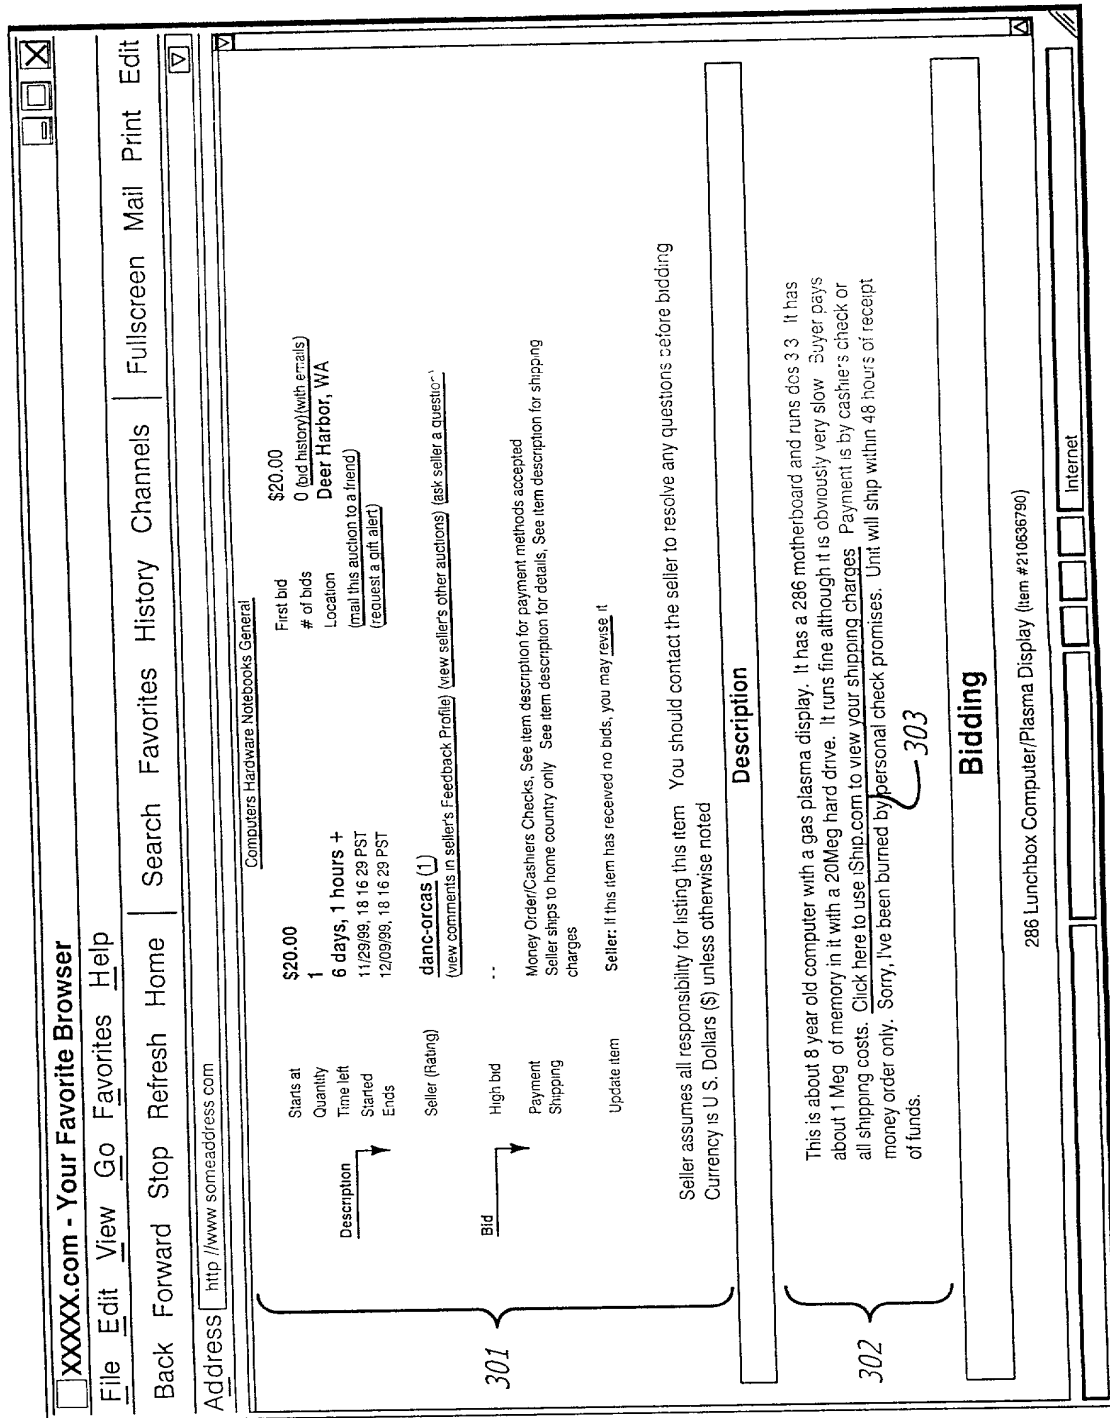 XXXXX.com - Your Favorite Browser
File Edit View Go Favorites Help
Back Forward Stop Refresh Home Search Favorites History Channels Fullscreen Mail Print Edit
Address http //www someaddress com
Computers Hardware Notebooks General
Starts at $20.00 First bid $20.00
Quantity 1 # of bids 0 (bid history)(with emails)
Time left 6 days, 1 hours + Location Deer Harbor, WA
Description Started 11/29/99, 18 16 29 PST (mail this auction to a friend)
Ends 12/09/99, 18 16 29 PST (request a gift alert)
Seller (Rating) danc-orcas (1)
(view comments in seller's Feedback Profile) (view seller's other auctions) (ask seller a question)
Bid High bid - -
Payment Money Order/Cashiers Checks, See item description for payment methods accepted
Shipping Seller ships to home country only See item description for details, See item description for shipping
charges
Update item Seller: If this item has received no bids, you may revise it
301
Seller assumes all responsibility for listing this item You should contact the seller to resolve any questions before bidding
Currency is U.S. Dollars ($) unless otherwise noted
Description
This is about 8 year old computer with a gas plasma display. It has a 286 motherboard and runs dos 3 3 It has
about 1 Meg of memory in it with a 20Meg hard drive. It runs fine although it is obviously very slow Buyer pays
all shipping costs. Click here to use iShip.com to view your shipping charges Payment is by cashiers check or
money order only. Sorry, I've been burned by personal check promises. Unit will ship within 48 hours of receipt
of funds.
302
303
Bidding
286 Lunchbox Computer/Plasma Display (Item #210636790)
Internet